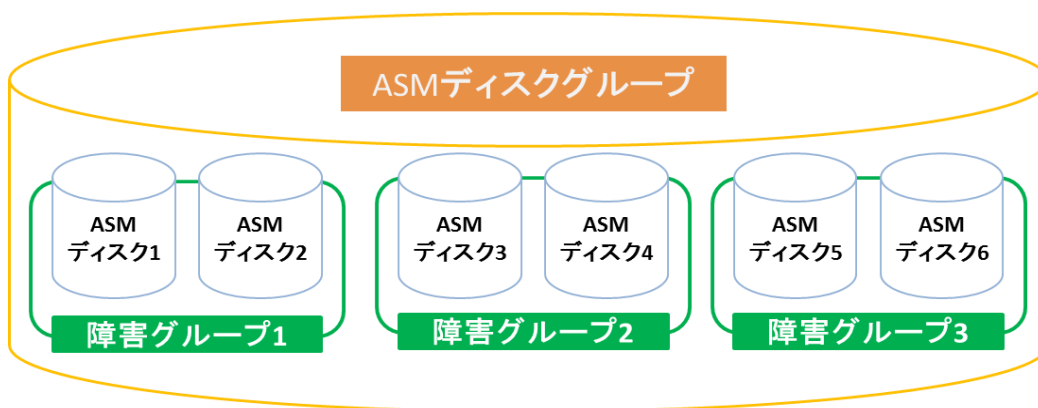 ASMディスクグループ
ASM
ディスク1
ASM
ディスク2
ASM
ディスク3
ASM
ディスク4
ASM
ディスク5
ASM
ディスク6
障害グループ1
障害グループ2
障害グループ3